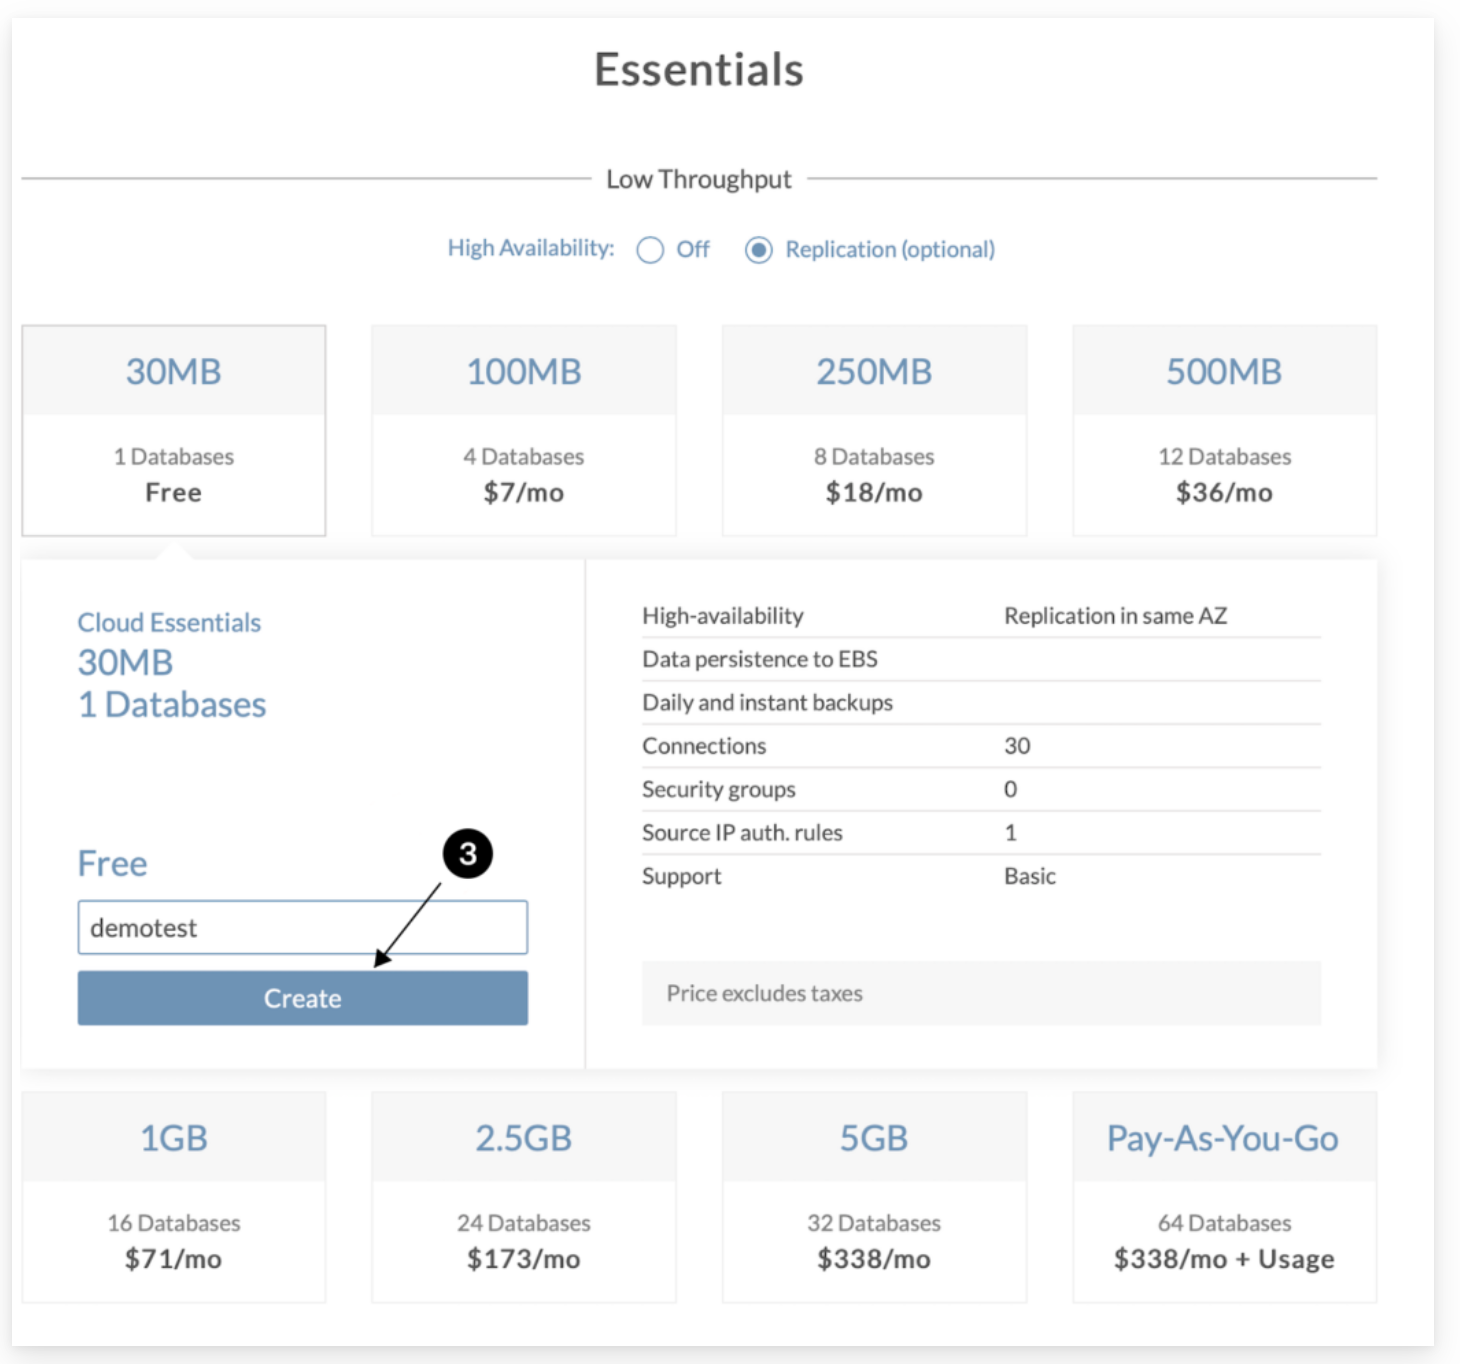 Essentials
Low Throughput
High Availability: Off Replication (optional)
30MB 100MB 250MB 500MB
1 Databases 4 Databases 8 Databases 12 Databases
Free $7/mo $18/mo $36/mo
Cloud Essentials
30MB
1 Databases
Free
3
demotest
Create
High-availability Replication in same AZ
Data persistence to EBS
Daily and instant backups
Connections 30
Security groups 0
Source IP auth. rules 1
Support Basic
Price excludes taxes
1GB 2.5GB 5GB Pay-As-You-Go
16 Databases 24 Databases 32 Databases 64 Databases
$71/mo $173/mo $338/mo $338/mo + Usage